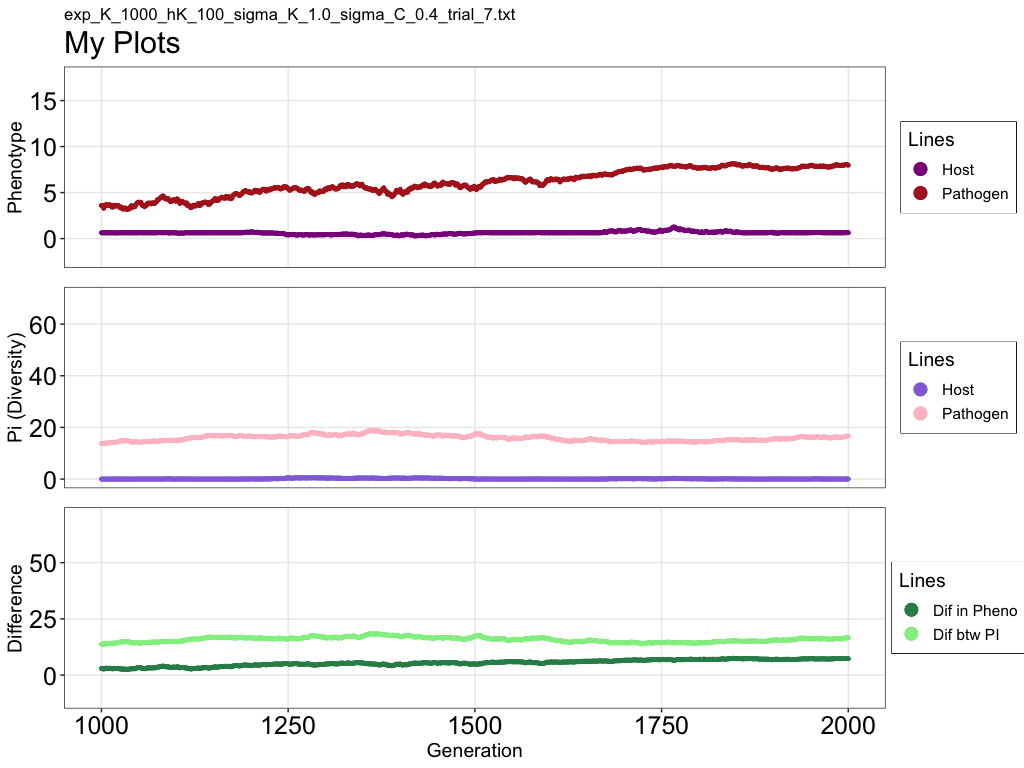 exp_K_1000_hK_100_sigma_K_1.0_sigma_C_0.4_trial_7.txt
My Plots
Phenotype
15
10
5
0
Lines
Host
Pathogen
Pi (Diversity)
60
40
20
0
Lines
Host
Pathogen
Difference
50
25
0
Lines
Dif in Pheno
Dif btw PI
1000 1250 1500 1750 2000
Generation